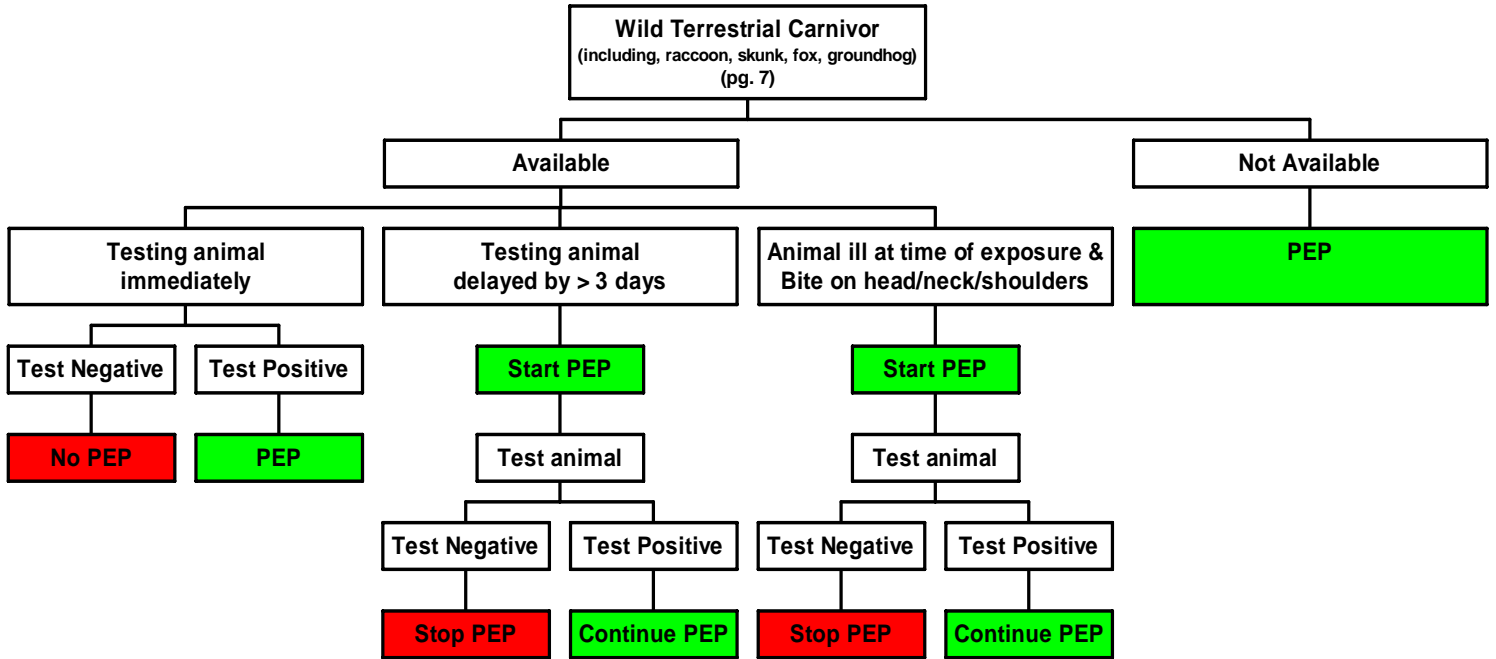 Wild Terrestrial Carnivor
(including, raccoon, skunk, fox, groundhog)
(pg. 7)
Available
Not Available
Testing animal
immediately
Testing animal
delayed by > 3 days
Animal ill at time of exposure &
Bite on head/neck/shoulders
PEP
Test Negative
Test Positive
Start PEP
Start PEP
No PEP
PEP
Test animal
Test animal
Test Negative
Test Positive
Test Negative
Test Positive
Stop PEP
Continue PEP
Stop PEP
Continue PEP